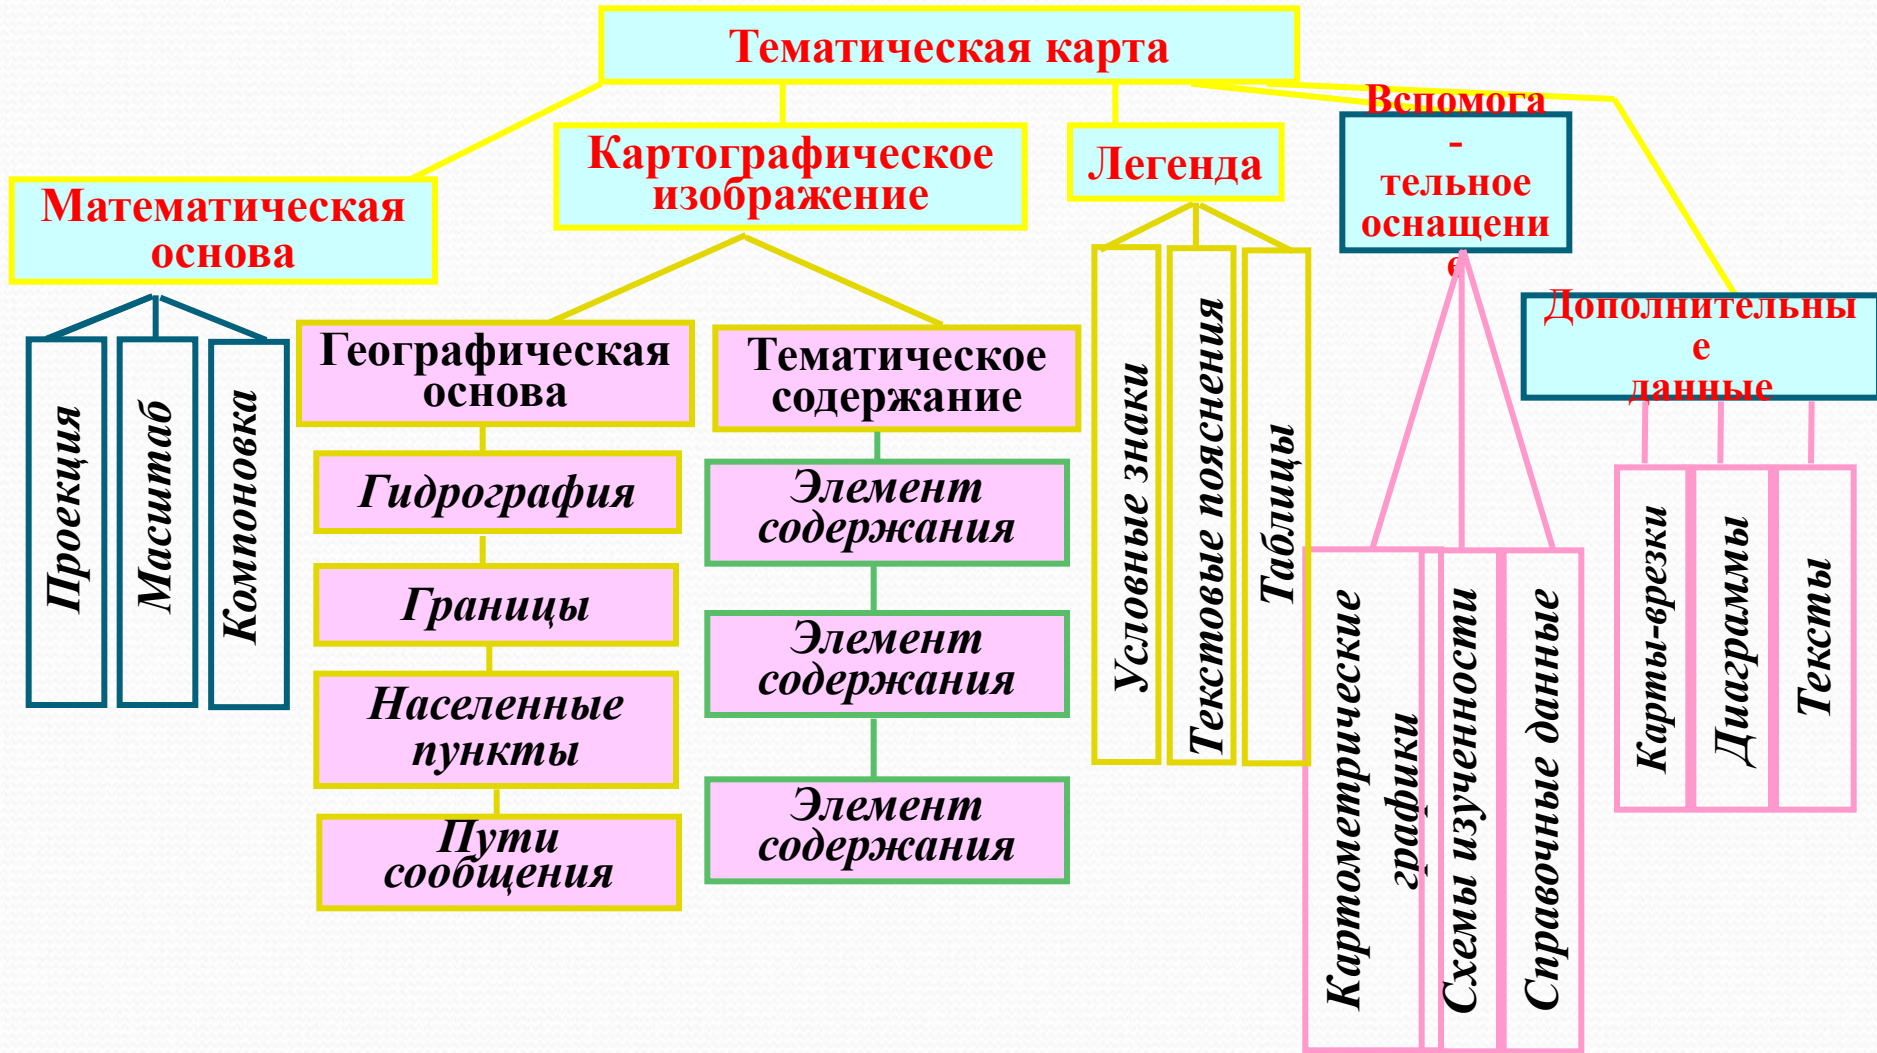 Тематическая карта
Математическая
основа
Проекция
Масштаб
Компоновка
Картографическое
изображение
Географическая
основа
Гидрография
Границы
Населенные
пункты
Пути
сообщения
Тематическое
содержание
Элемент
содержания
Элемент
содержания
Элемент
содержания
Легенда
Условные знаки
Текстовые пояснения
Таблицы
Вспомога
-
тельное
оснащени
е
Картометрические
графики
Схемы изученности
Справочные данные
Дополнительны
е
данные
Карты-врезки
Диаграммы
Тексты